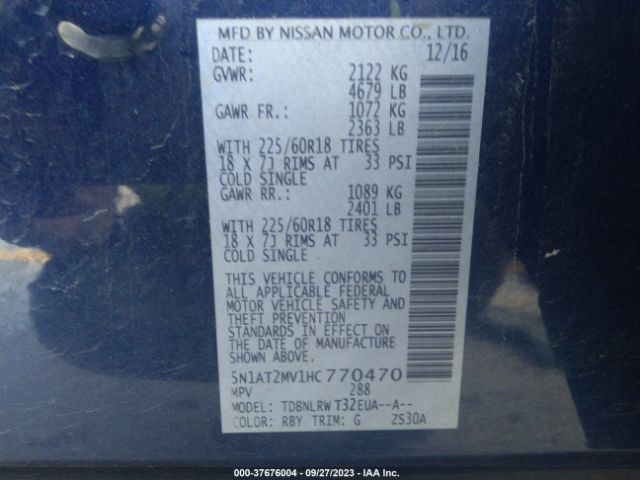 MFD BY NISSAN MOTOR CO., LTD.
DATE: 12/16
GVWR: 2122 KG
4679 LB
GAWR FR.: 1072 KG
2363 LB
WITH 225/60R18 TIRES
18 X 7J RIMS AT 33 PSI
COLD SINGLE
GAWR RR.: 1089 KG
2401 LB
WITH 225/60R18 TIRES
18 X 7J RIMS AT 33 PSI
COLD SINGLE
THIS VEHICLE CONFORMS TO
ALL APPLICABLE FEDERAL
MOTOR VEHICLE SAFETY AND
THEFT PREVENTION
STANDARDS IN EFFECT ON
THE DATE OF MANUFACTURE
SHOWN ABOVE.
5N1AT2MV1HC 770470
MPV 288
MODEL: TDBNLRW T32EUA--A--
COLOR: RBY TRIM: G ZS30A
000-37676004 - 09/27/2023 - IAA Inc.